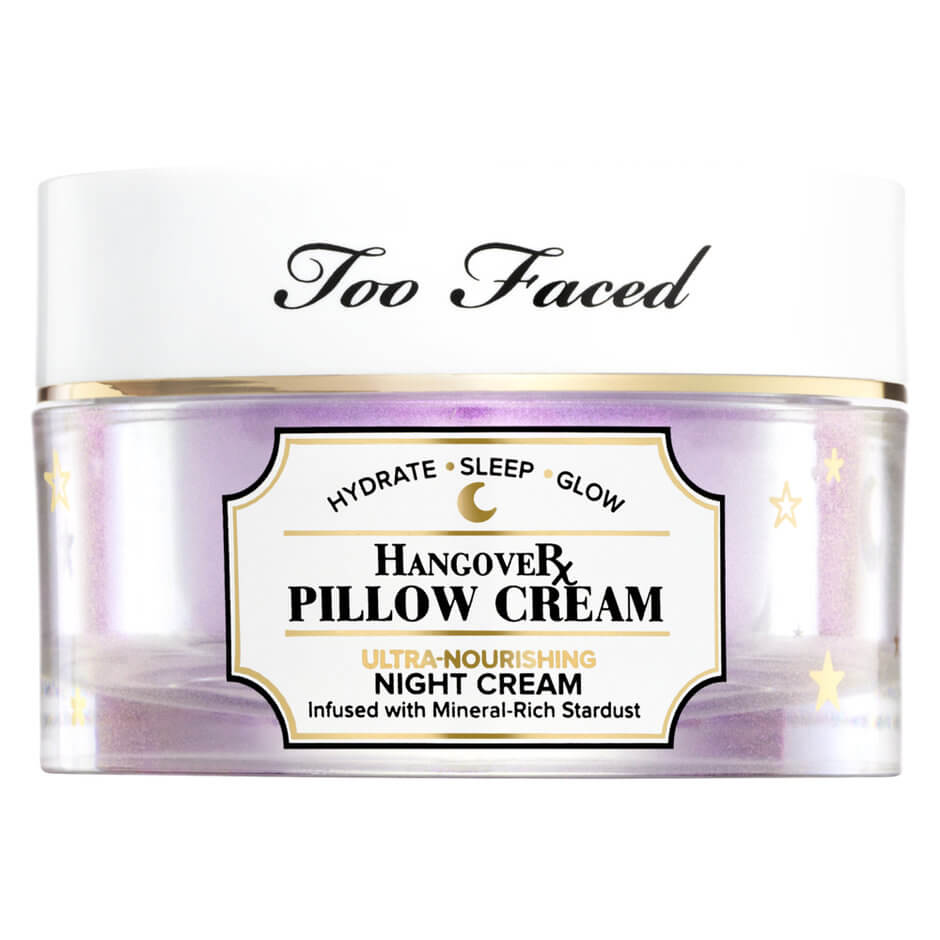 Too Faced
HYDRATE • SLEEP • GLOW
HANGOVERx
PILLOW CREAM
ULTRA-NOURISHING
NIGHT CREAM
Infused with Mineral-Rich Stardust